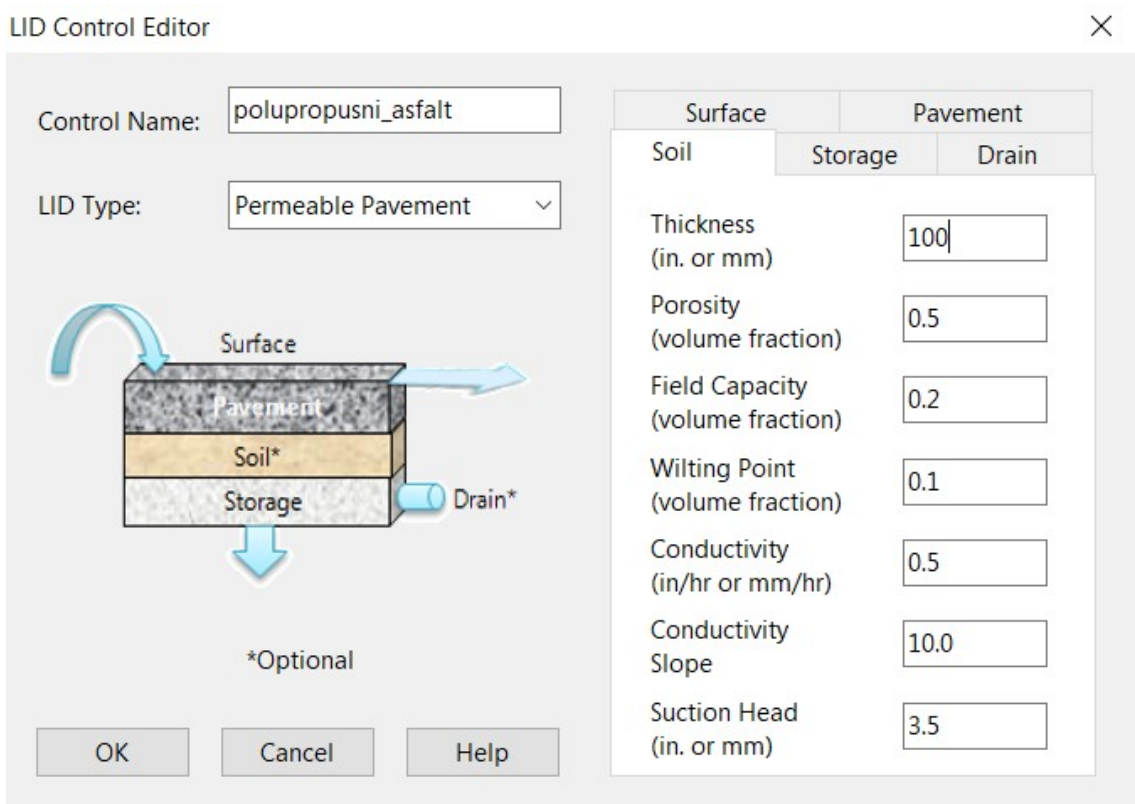 LID Control Editor
Control Name:
polupropusni_asfalt
LID Type:
Permeable Pavement
Surface
Pavement
Soil*
Storage
Drain*
*Optional
OK
Cancel
Help
Surface
Pavement
Soil
Storage
Drain
Thickness
(in. or mm)
100
Porosity
(volume fraction)
0.5
Field Capacity
(volume fraction)
0.2
Wilting Point
(volume fraction)
0.1
Conductivity
(in/hr or mm/hr)
0.5
Conductivity
Slope
10.0
Suction Head
(in. or mm)
3.5